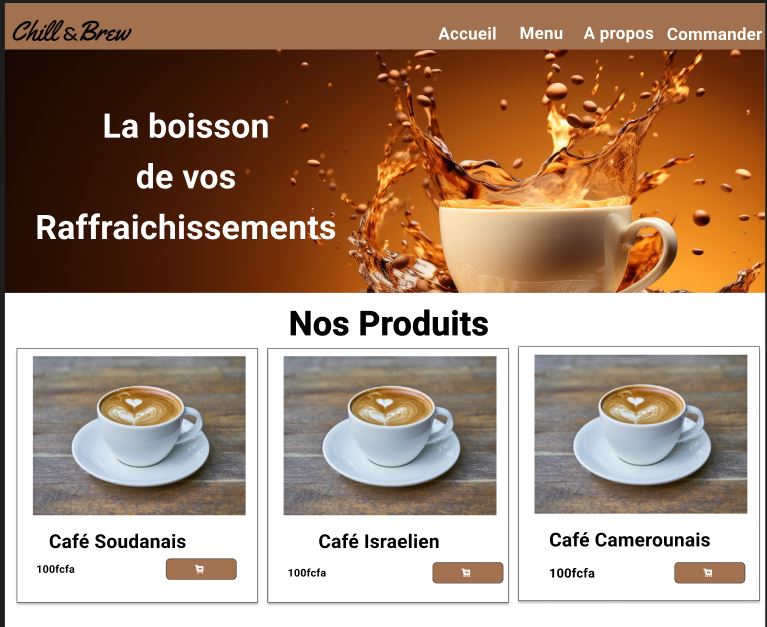 Chill & Brew
Accueil Menu A propos Commander
La boisson
de vos
Raffraichissements
Nos Produits
Café Soudanais
100fcfa
Café Israelien
100fcfa
Café Camerounais
100fcfa